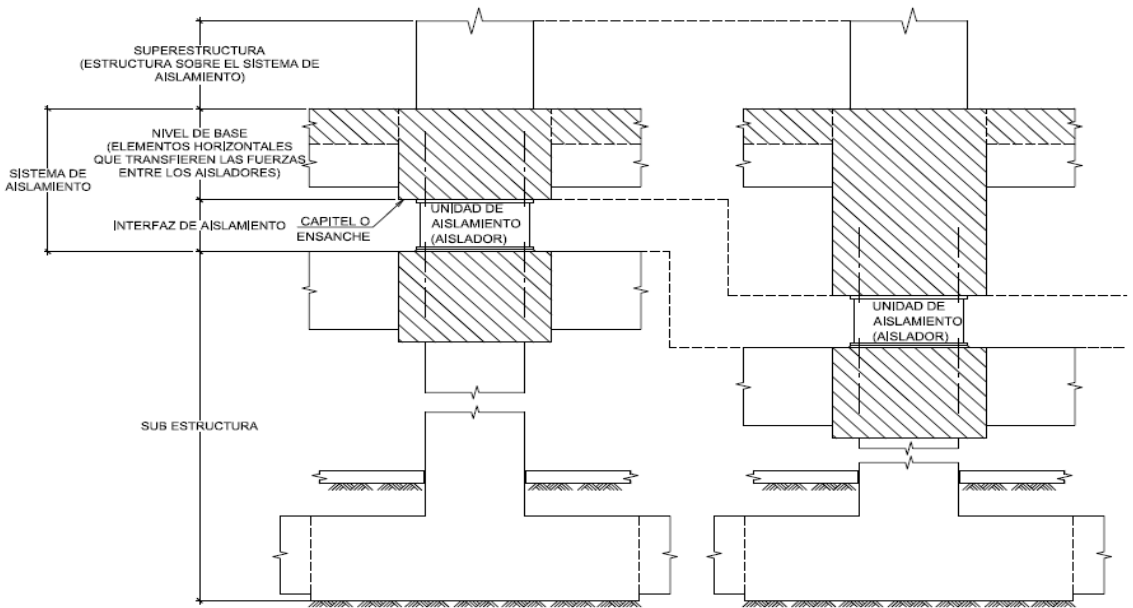 SUPERESTRUCTURA
(ESTRUCTURA SOBRE EL SISTEMA DE
AISLAMIENTO)
NIVEL DE BASE
(ELEMENTOS HORIZONTALES
QUE TRANSFIEREN LAS FUERZAS
ENTRE LOS AISLADORES)
SISTEMA DE
AISLAMIENTO
INTERFAZ DE AISLAMIENTO
CAPITEL O
ENSANCHE
UNIDAD DE
AISLAMIENTO
(AISLADOR)
UNIDAD DE
AISLAMIENTO
(AISLADOR)
SUB ESTRUCTURA